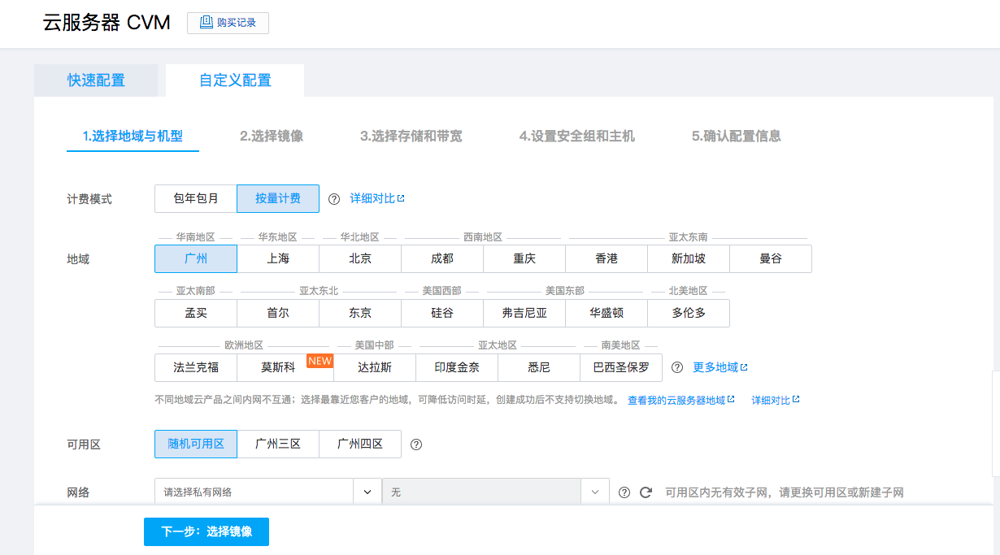 云服务器 CVM 购买记录
快速配置 自定义配置
1.选择地域与机型 2.选择镜像 3.选择存储和带宽 4.设置安全组和主机 5.确认配置信息
计费模式 包年包月 按量计费 详细对比
华南地区 华东地区 华北地区 西南地区 亚太东南
地域 广州 上海 北京 成都 重庆 香港 新加坡 曼谷
亚太南部 亚太东北 美国西部 美国东部 北美地区
孟买 首尔 东京 硅谷 弗吉尼亚 华盛顿 多伦多
欧洲地区 美国中部 亚太地区 南美地区
法兰克福 莫斯科 NEW 达拉斯 印度金奈 悉尼 巴西圣保罗 更多地域
不同地域云产品之间内网不互通；选择最靠近您客户的地域，可降低访问时延，创建成功后不支持切换地域。 查看我的云服务器地域 详细对比
可用区 随机可用区 广州三区 广州四区
网络 请选择私有网络 无 可用区内无有效子网，请更换可用区或新建子网
下一步：选择镜像